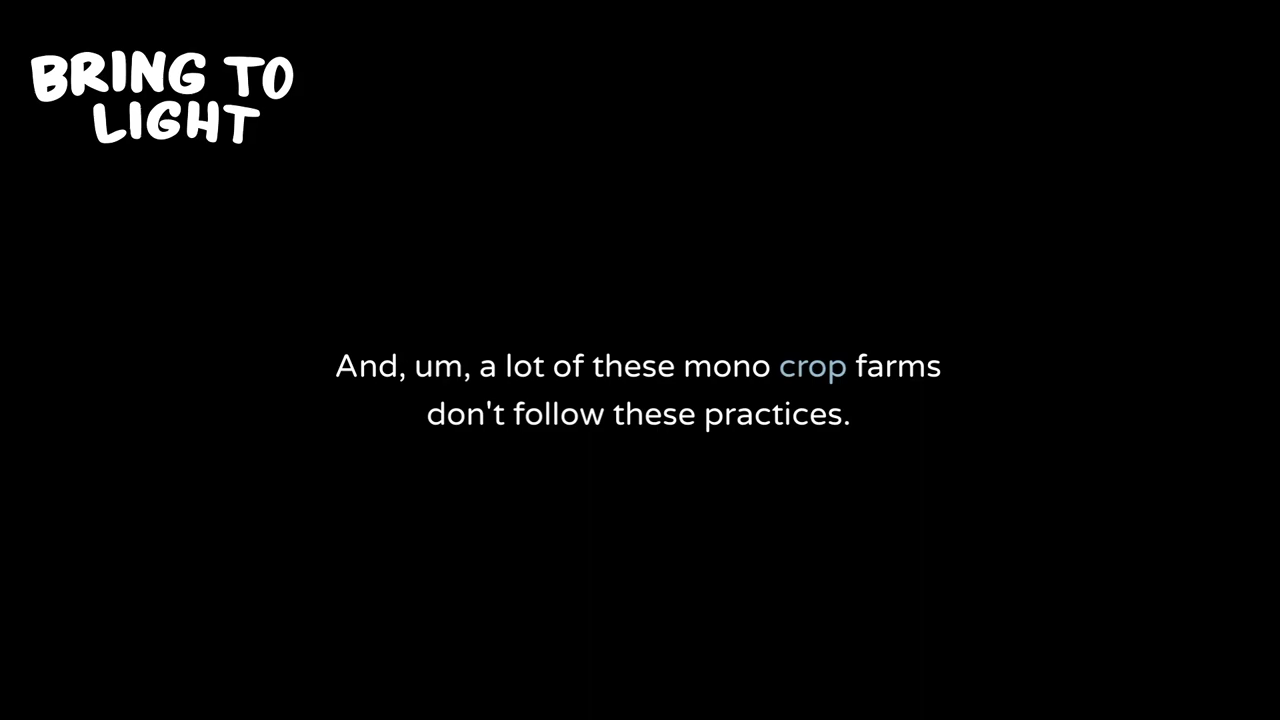 BRING TO
LIGHT
And, um, a lot of these mono crop farms
don't follow these practices.